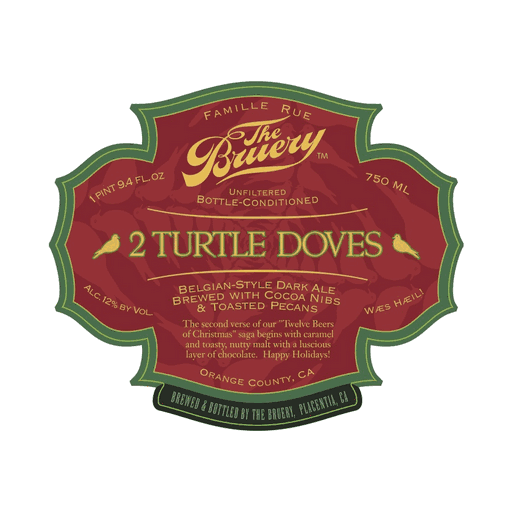 FAMILLE RUE
The Bruery™
1 PINT 9.4 FL.OZ
750 ML
UNFILTERED
BOTTLE-CONDITIONED
2 TURTLE DOVES
BELGIAN-STYLE DARK ALE
BREWED WITH COCOA NIBS
& TOASTED PECANS
ALC.12% BY VOL.
WÆS HÆIL!
The second verse of our "Twelve Beers
of Christmas" saga begins with caramel
and toasty, nutty malt with a luscious
layer of chocolate. Happy Holidays!
ORANGE COUNTY, CA
BREWED & BOTTLED BY THE BRUERY, PLACENTIA, CA